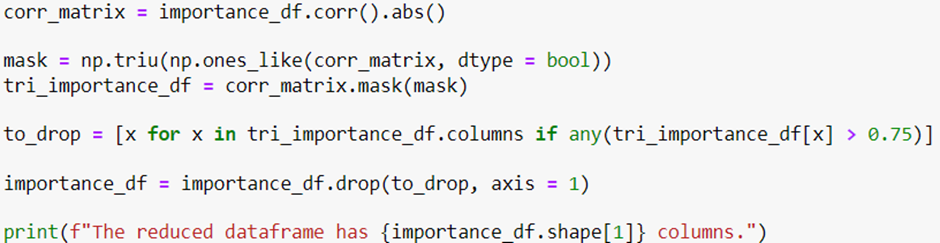 corr_matrix = importance_df.corr().abs()
mask = np.triu(np.ones_like(corr_matrix, dtype = bool))
tri_importance_df = corr_matrix.mask(mask)
to_drop = [x for x in tri_importance_df.columns if any(tri_importance_df[x] > 0.75)]
importance_df = importance_df.drop(to_drop, axis = 1)
print(f"The reduced dataframe has {importance_df.shape[1]} columns.")